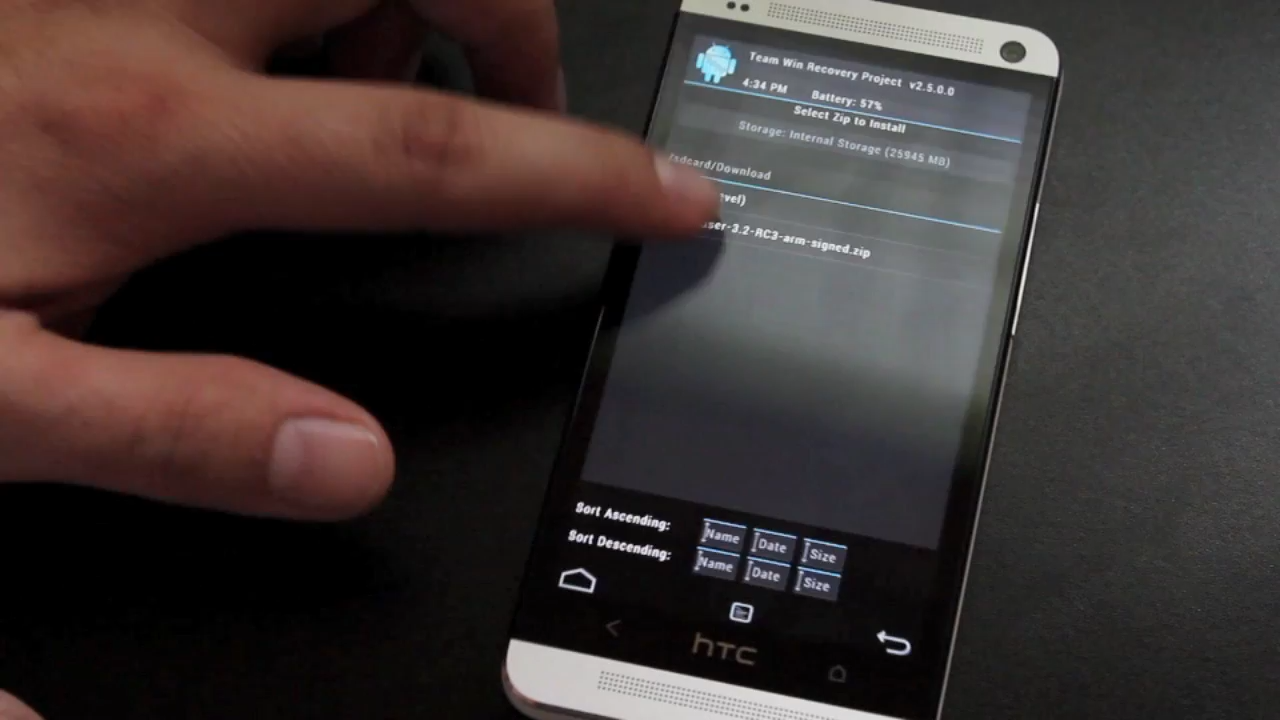 Team Win Recovery Project v2.5.0.0
4:34 PM Battery: 57%
Select Zip to Install
Storage: Internal Storage (25945 MB)
/sdcard/Download
evel)
ser-3.2-RC3-arm-signed.zip
Sort Ascending: Name Date Size
Sort Descending: Name Date Size
hTC